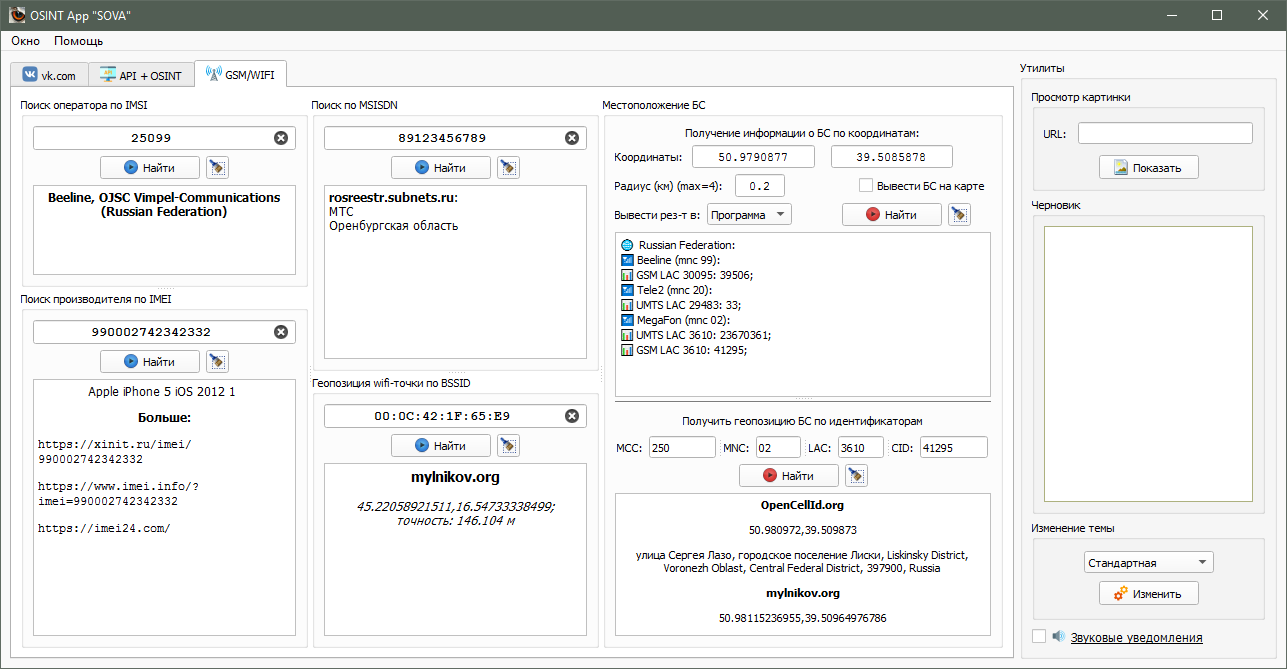 OSINT App "SOVA"
Окно Помощь
vk.com
API + OSINT
GSM/WIFI
Поиск оператора по IMSI
25099
Найти
Beeline, OJSC Vimpel-Communications
(Russian Federation)
Поиск производителя по IMEI
990002742342332
Найти
Apple iPhone 5 iOS 2012 1
Больше:
https://xinit.ru/imei/
990002742342332
https://www.imei.info/?
imei=990002742342332
https://imei24.com/
Поиск по MSISDN
89123456789
Найти
rosreestr.subnets.ru:
МТС
Оренбургская область
Геопозиция wifi-точки по BSSID
00:0C:42:1F:65:E9
Найти
mylnikov.org
45.22058921511,16.54733338499;
точность: 146.104 м
Местоположение БС
Получение информации о БС по координатам:
Координаты: 50.9790877 39.5085878
Радиус (км) (max=4): 0.2 Вывести БС на карте
Вывести рез-т в: Программа Найти
Russian Federation:
Beeline (mnc 99):
GSM LAC 30095: 39506;
Tele2 (mnc 20):
UMTS LAC 29483: 33;
MegaFon (mnc 02):
UMTS LAC 3610: 23670361;
GSM LAC 3610: 41295;
Получить геопозицию БС по идентификаторам
MCC: 250 MNC: 02 LAC: 3610 CID: 41295
Найти
OpenCellId.org
50.980972,39.509873
улица Сергея Лазо, городское поселение Лиски, Liskinsky District,
Voronezh Oblast, Central Federal District, 397900, Russia
mylnikov.org
50.98115236955,39.50964976786
Утилиты
Просмотр картинки
URL:
Показать
Черновик
Изменение темы
Стандартная
Изменить
Звуковые уведомления